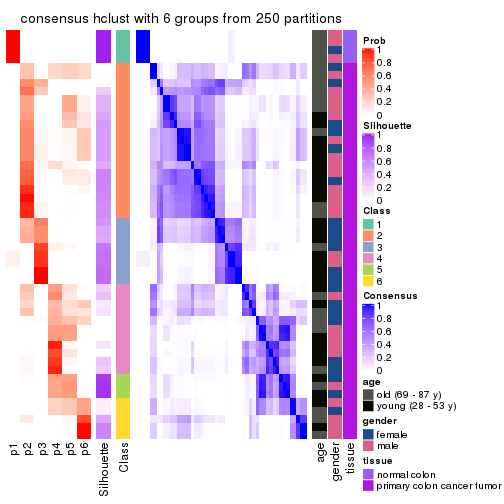 consensus hclust with 6 groups from 250 partitions
Prob
1
0.8
0.6
0.4
0.2
0
Silhouette
1
0.8
0.6
0.4
0.2
0
Class
1
2
3
4
5
6
Consensus
1
0.8
0.6
0.4
0.2
0
age
old (69 - 87 y)
young (28 - 53 y)
gender
female
male
tissue
normal colon
primary colon cancer tumor
p1
p2
p3
p4
p5
p6
Silhouette
Class
age
gender
tissue